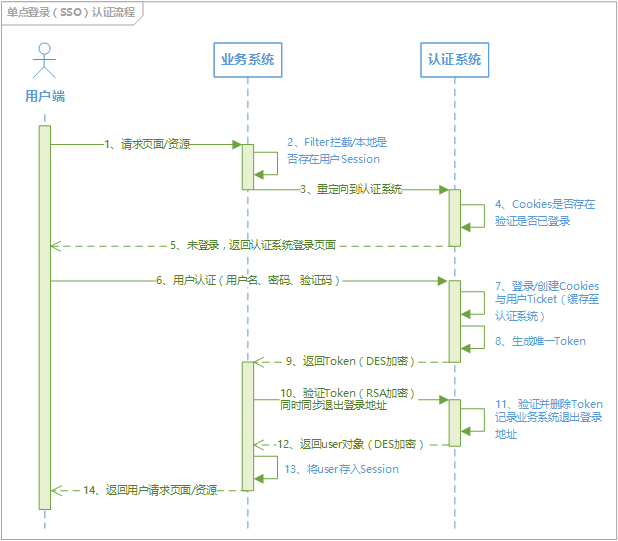 单点登录（SSO）认证流程
用户端
业务系统
认证系统
1、请求页面/资源
2、Filter拦截/本地是
否存在用户Session
3、重定向到认证系统
4、Cookies是否存在
验证是否已登录
5、未登录，返回认证系统登录页面
6、用户认证（用户名、密码、验证码）
7、登录/创建Cookies
与用户Ticket（缓存至
认证系统）
8、生成唯一Token
9、返回Token（DES加密）
10、验证Token（RSA加密）
同时同步退出登录地址
11、验证并删除Token
记录业务系统退出登录
地址
12、返回user对象（DES加密）
13、将user存入Session
14、返回用户请求页面/资源